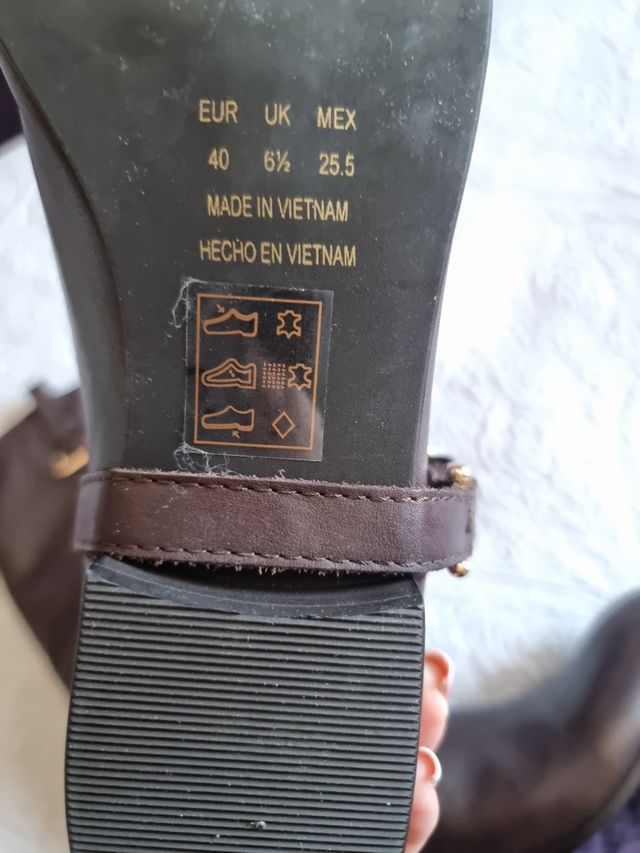 EUR UK MEX
40 6½ 25.5
MADE IN VIETNAM
HECHO EN VIETNAM